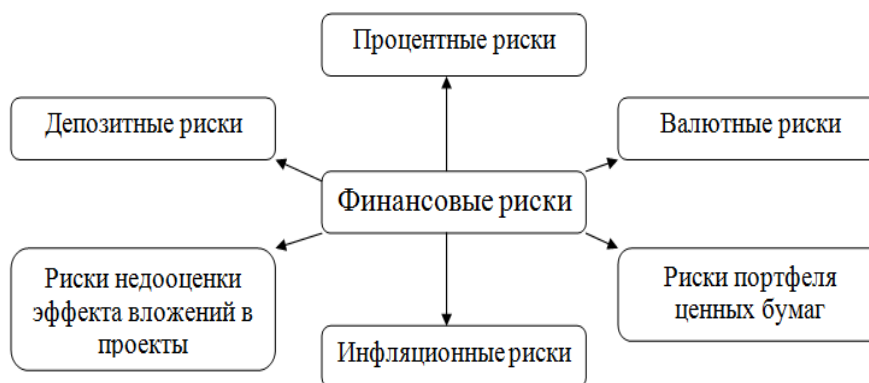 Процентные риски
Депозитные риски
Валютные риски
Финансовые риски
Риски недооценки
эффекта вложений в
проекты
Риски портфеля
ценных бумаг
Инфляционные риски